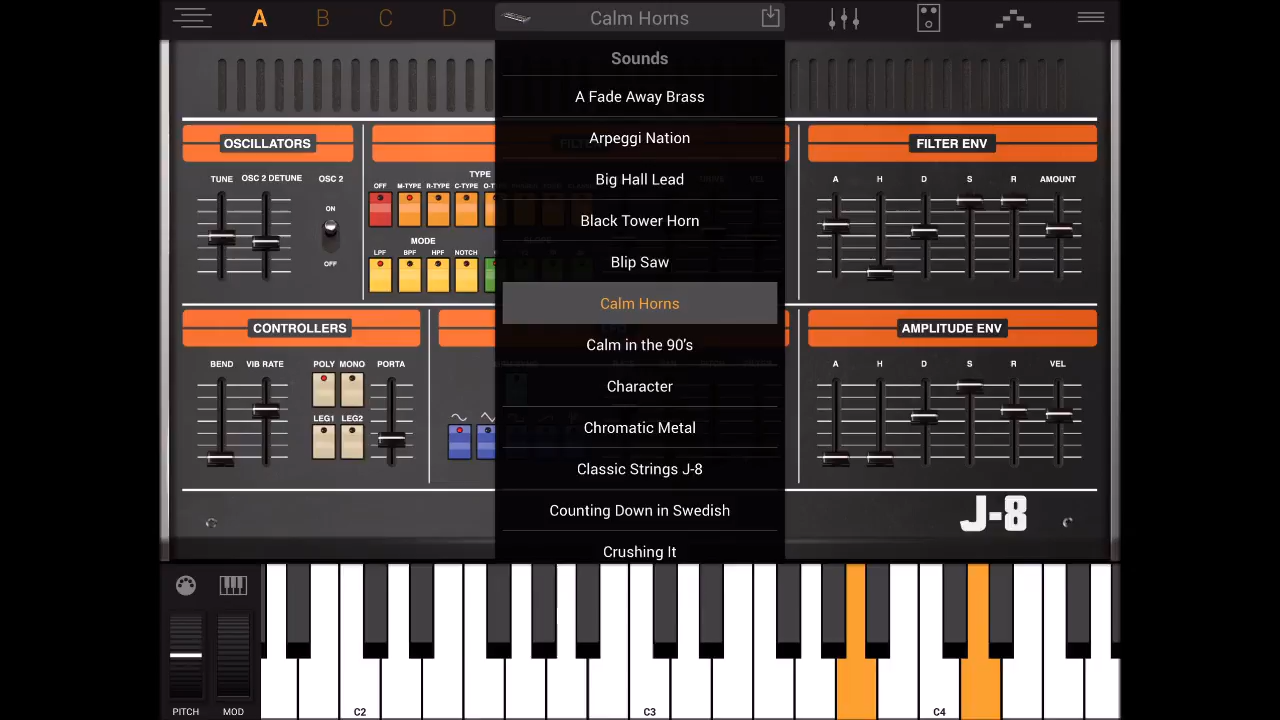 A B C D Calm Horns
Sounds
A Fade Away Brass
Arpeggi Nation
Big Hall Lead
Black Tower Horn
Blip Saw
Calm Horns
Calm in the 90's
Character
Chromatic Metal
Classic Strings J-8
Counting Down in Swedish
Crushing It
OSCILLATORS
TUNE OSC 2 DETUNE OSC 2
ON
OFF
TYPE
OFF M-TYPE R-TYPE C-TYPE
MODE
LPF BPF HPF NOTCH
FILTER ENV
A H D S R AMOUNT
CONTROLLERS
BEND VIB RATE POLY MONO PORTA
LEG1 LEG2
AMPLITUDE ENV
A H D S R VEL
J-8
PITCH MOD C2 C3 C4